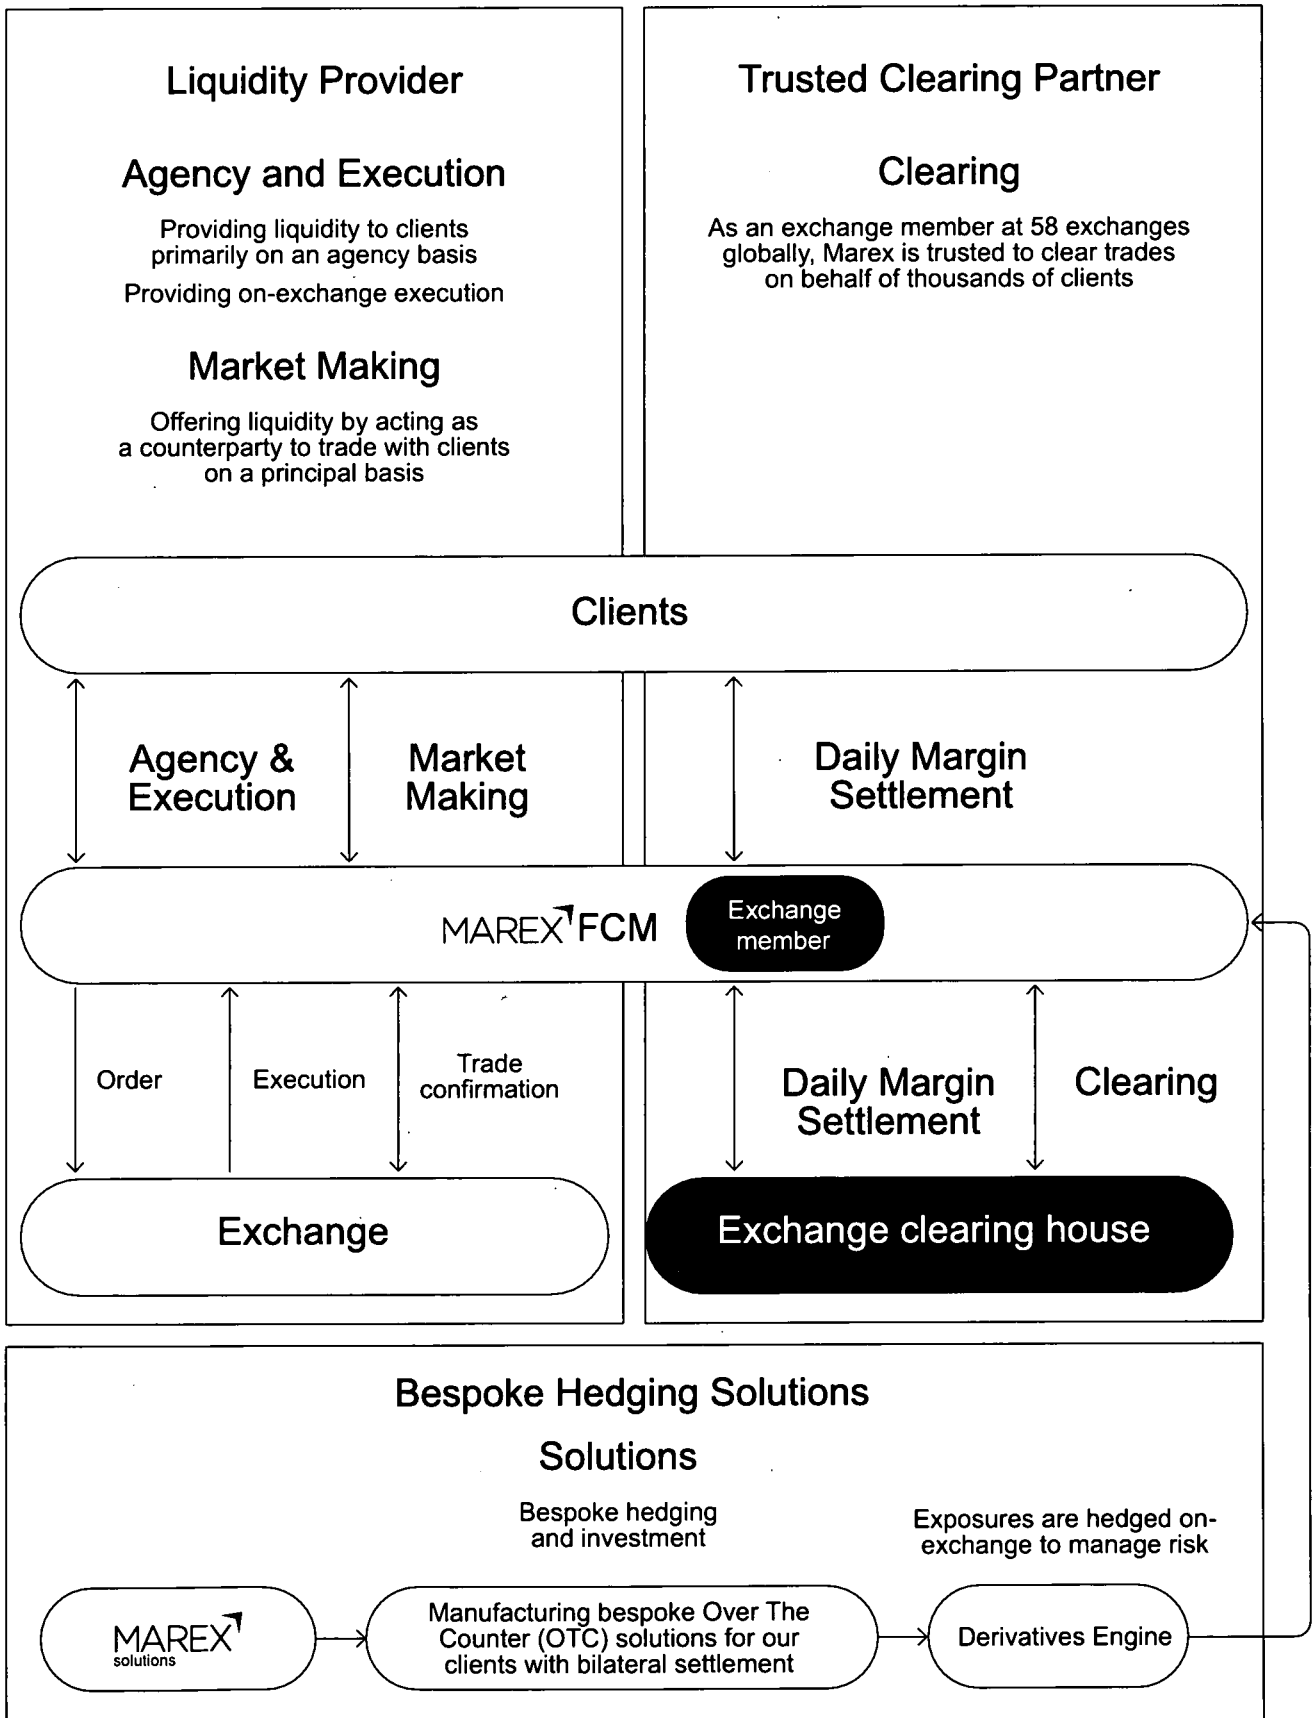 Liquidity Provider
Agency and Execution
Providing liquidity to clients
primarily on an agency basis
Providing on-exchange execution
Market Making
Offering liquidity by acting as
a counterparty to trade with clients
on a principal basis
Trusted Clearing Partner
Clearing
As an exchange member at 58 exchanges
globally, Marex is trusted to clear trades
on behalf of thousands of clients
Clients
Agency &
Execution
Market
Making
Daily Margin
Settlement
MAREX FCM
Exchange
member
Order
Execution
Trade
confirmation
Daily Margin
Settlement
Clearing
Exchange
Exchange clearing house
Bespoke Hedging Solutions
Solutions
Bespoke hedging
and investment
Exposures are hedged on-
exchange to manage risk
MAREX
solutions
Manufacturing bespoke Over The
Counter (OTC) solutions for our
clients with bilateral settlement
Derivatives Engine